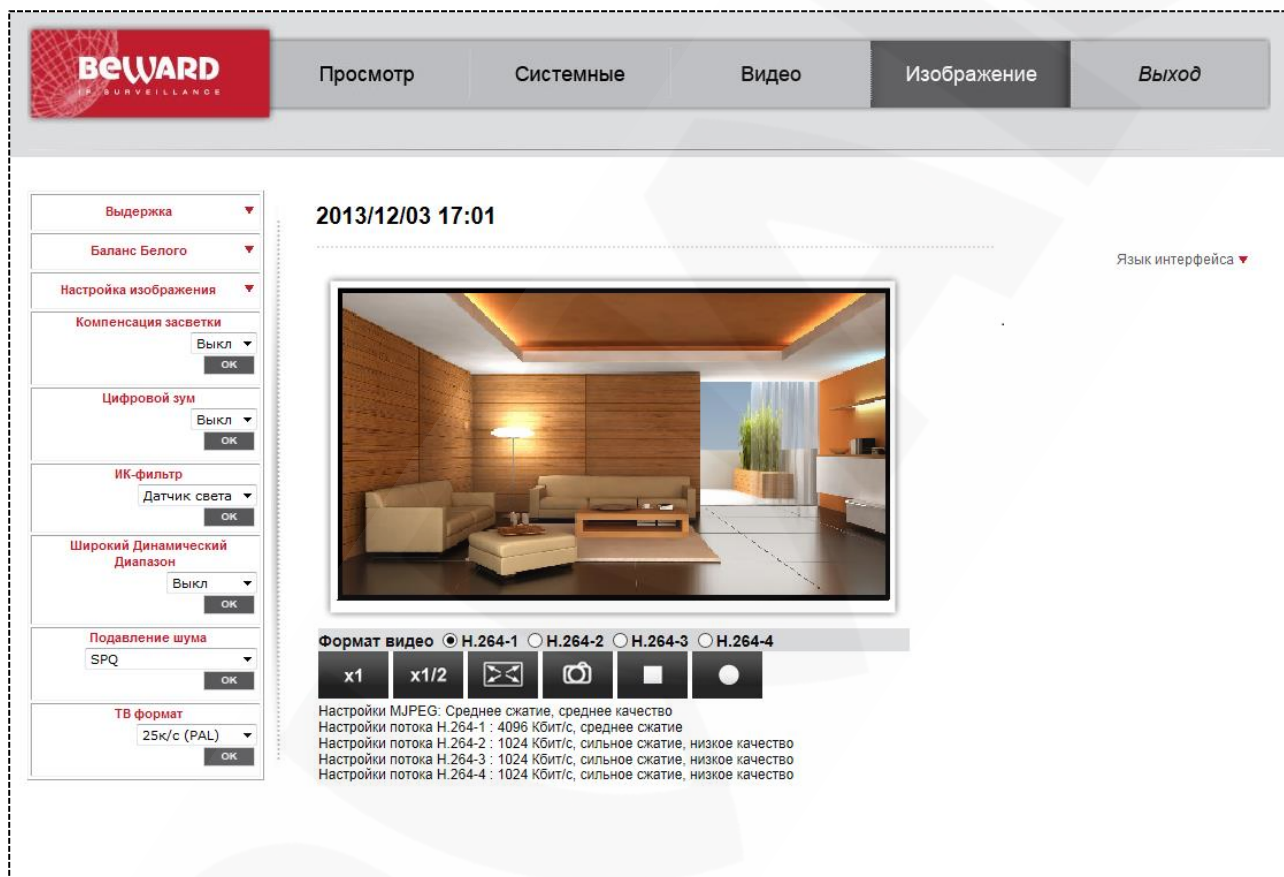 BEWARD
IP SURVEILLANCE
Просмотр
Системные
Видео
Изображение
Выход
Выдержка
Баланс Белого
Настройка изображения
Компенсация засветки
Выкл
OK
Цифровой зум
Выкл
OK
ИК-фильтр
Датчик света
OK
Широкий Динамический
Диапазон
Выкл
OK
Подавление шума
SPQ
OK
ТВ формат
25к/с (PAL)
OK
2013/12/03 17:01
Язык интерфейса
Формат видео H.264-1 H.264-2 H.264-3 H.264-4
x1
x1/2
Настройки MJPEG: Среднее сжатие, среднее качество
Настройки потока H.264-1 : 4096 Кбит/с, среднее сжатие
Настройки потока H.264-2 : 1024 Кбит/с, сильное сжатие, низкое качество
Настройки потока H.264-3 : 1024 Кбит/с, сильное сжатие, низкое качество
Настройки потока H.264-4 : 1024 Кбит/с, сильное сжатие, низкое качество